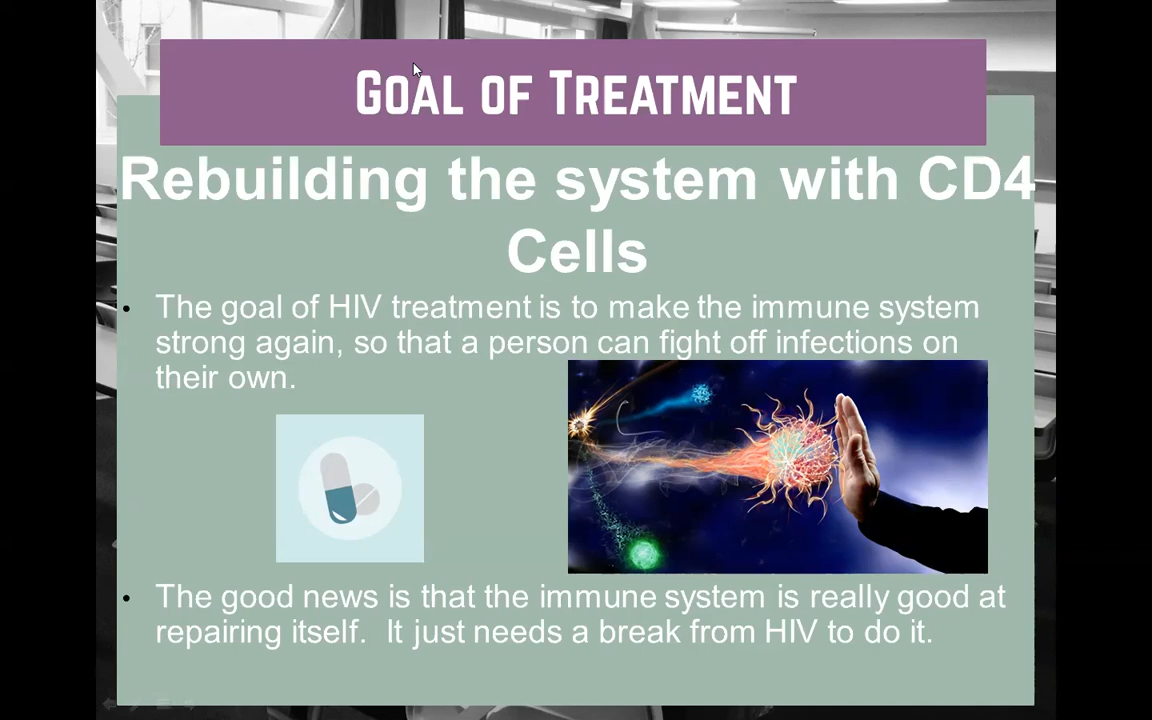 GOAL OF TREATMENT
Rebuilding the system with CD4
Cells
• The goal of HIV treatment is to make the immune system
strong again, so that a person can fight off infections on
their own.
• The good news is that the immune system is really good at
repairing itself.  It just needs a break from HIV to do it.